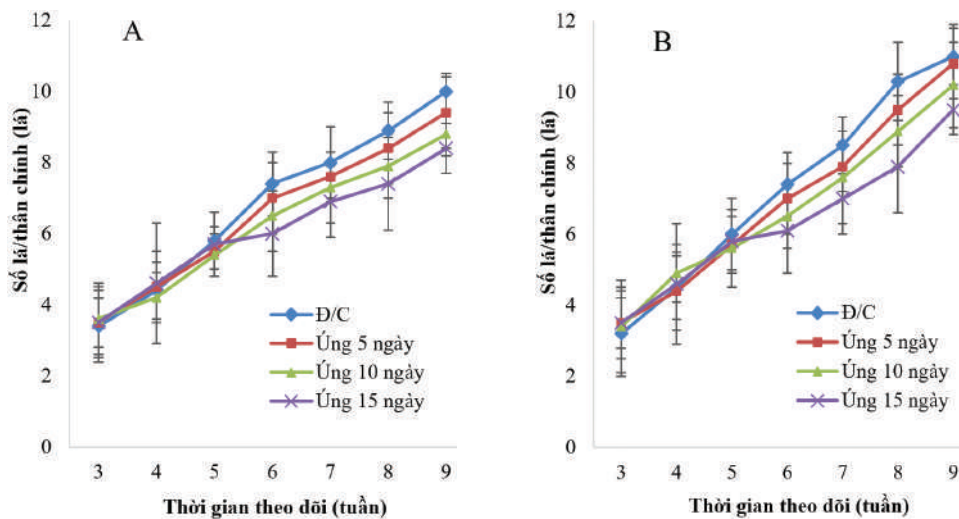 A
Số lá/thân chính (lá)
12
10
8
6
4
2
0
Đ/C
Úng 5 ngày
Úng 10 ngày
Úng 15 ngày
3 4 5 6 7 8 9
Thời gian theo dõi (tuần)
B
Số lá/thân chính (lá)
12
10
8
6
4
2
0
Đ/C
Úng 5 ngày
Úng 10 ngày
Úng 15 ngày
3 4 5 6 7 8 9
Thời gian theo dõi (tuần)